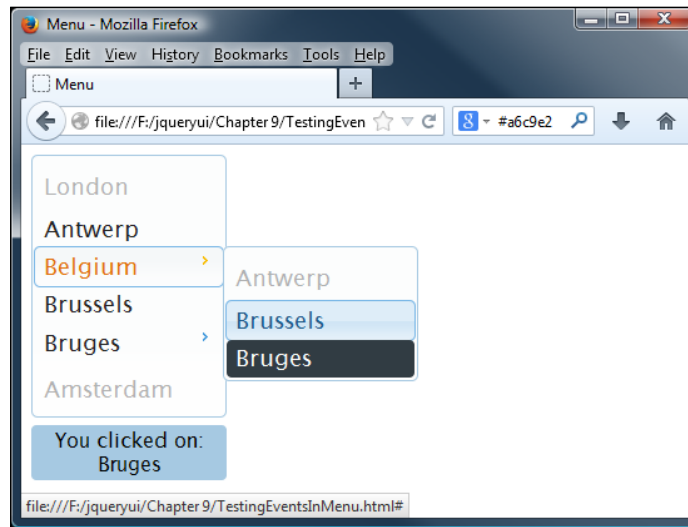 Menu - Mozilla Firefox
File Edit View History Bookmarks Tools Help
Menu +
file:///F:/jqueryui/Chapter 9/TestingEven
8 #a6c9e2
London
Antwerp
Belgium
Brussels
Bruges
Amsterdam
Antwerp
Brussels
Bruges
You clicked on:
Bruges
file:///F:/jqueryui/Chapter 9/TestingEventsInMenu.html#